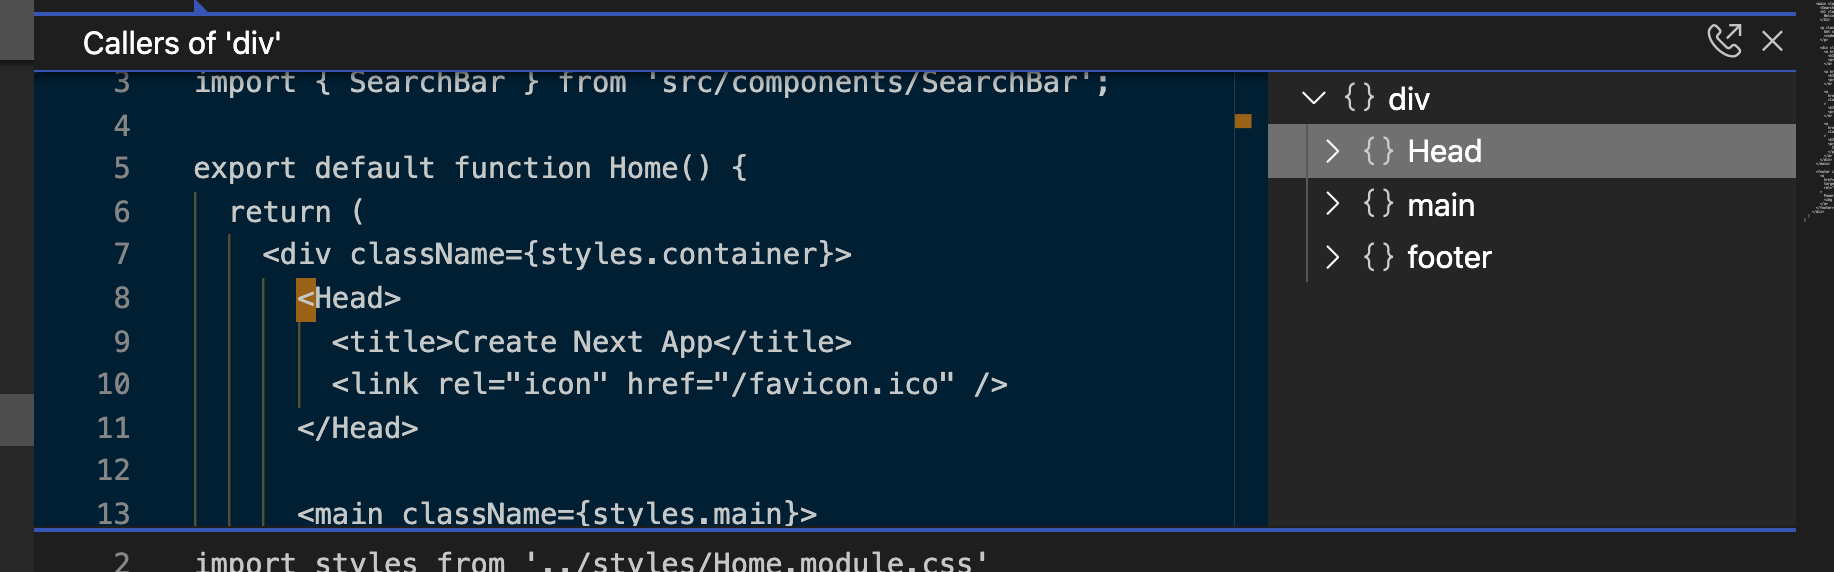 Callers of 'div'
3 import { SearchBar } from 'src/components/SearchBar';
4
5 export default function Home() {
6 return (
7 <div className={styles.container}>
8 <Head>
9 <title>Create Next App</title>
10 <link rel="icon" href="/favicon.ico" />
11 </Head>
12
13 <main className={styles.main}>
2 import styles from '../styles/Home.module.css'
{} div
{} Head
{} main
{} footer